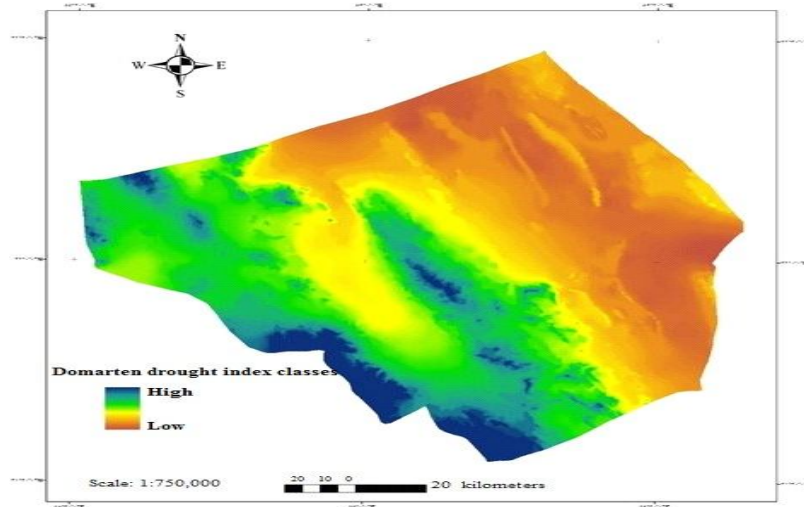 N
W E
S
Domarten drought index classes
High
Low
Scale: 1:750,000
20 10 0 20 kilometers